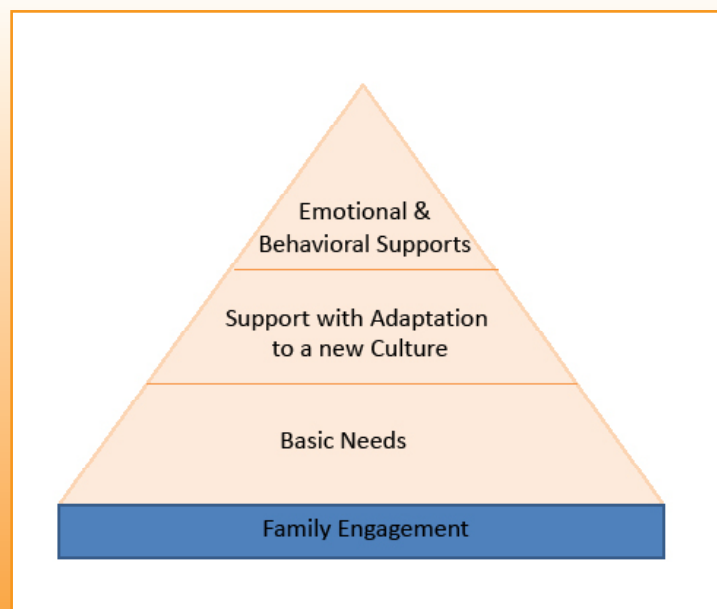 Emotional &
Behavioral Supports
Support with Adaptation
to a new Culture
Basic Needs
Family Engagement